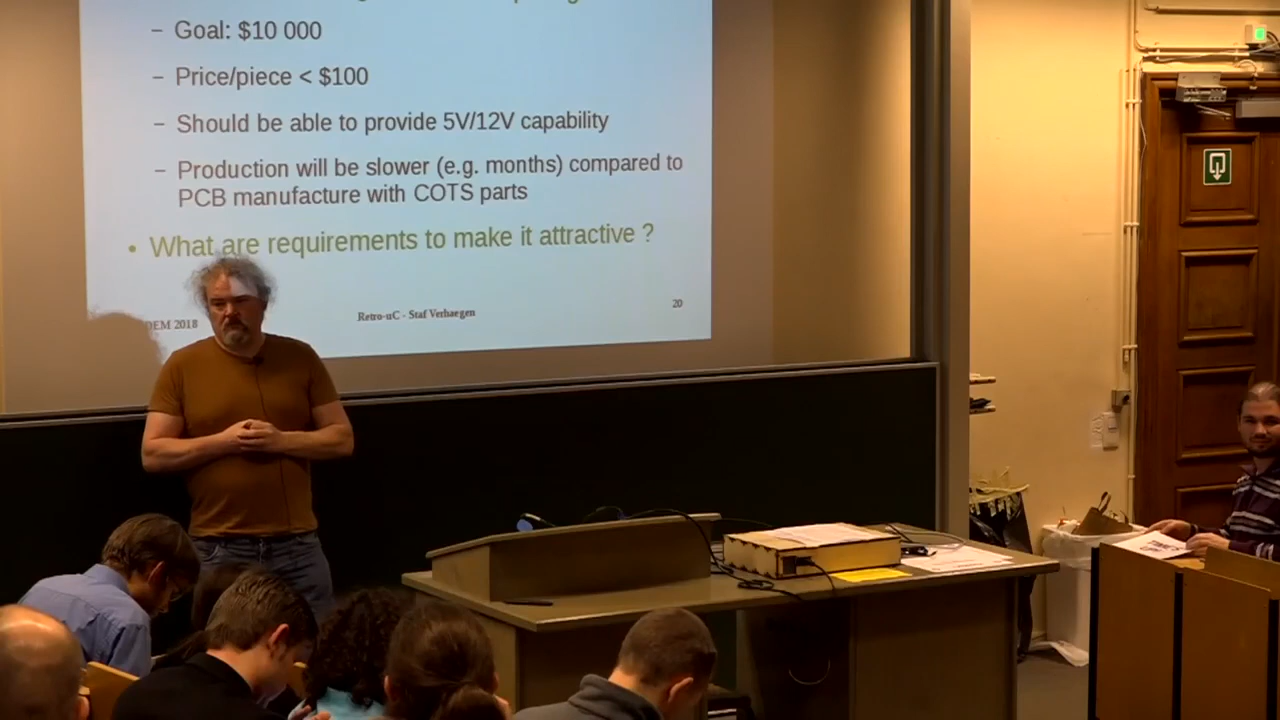 – Goal: $10 000
– Price/piece < $100
– Should be able to provide 5V/12V capability
– Production will be slower (e.g. months) compared to
PCB manufacture with COTS parts
• What are requirements to make it attractive ?
DEM 2018
Retro-uC - Staf Verhaegen
20